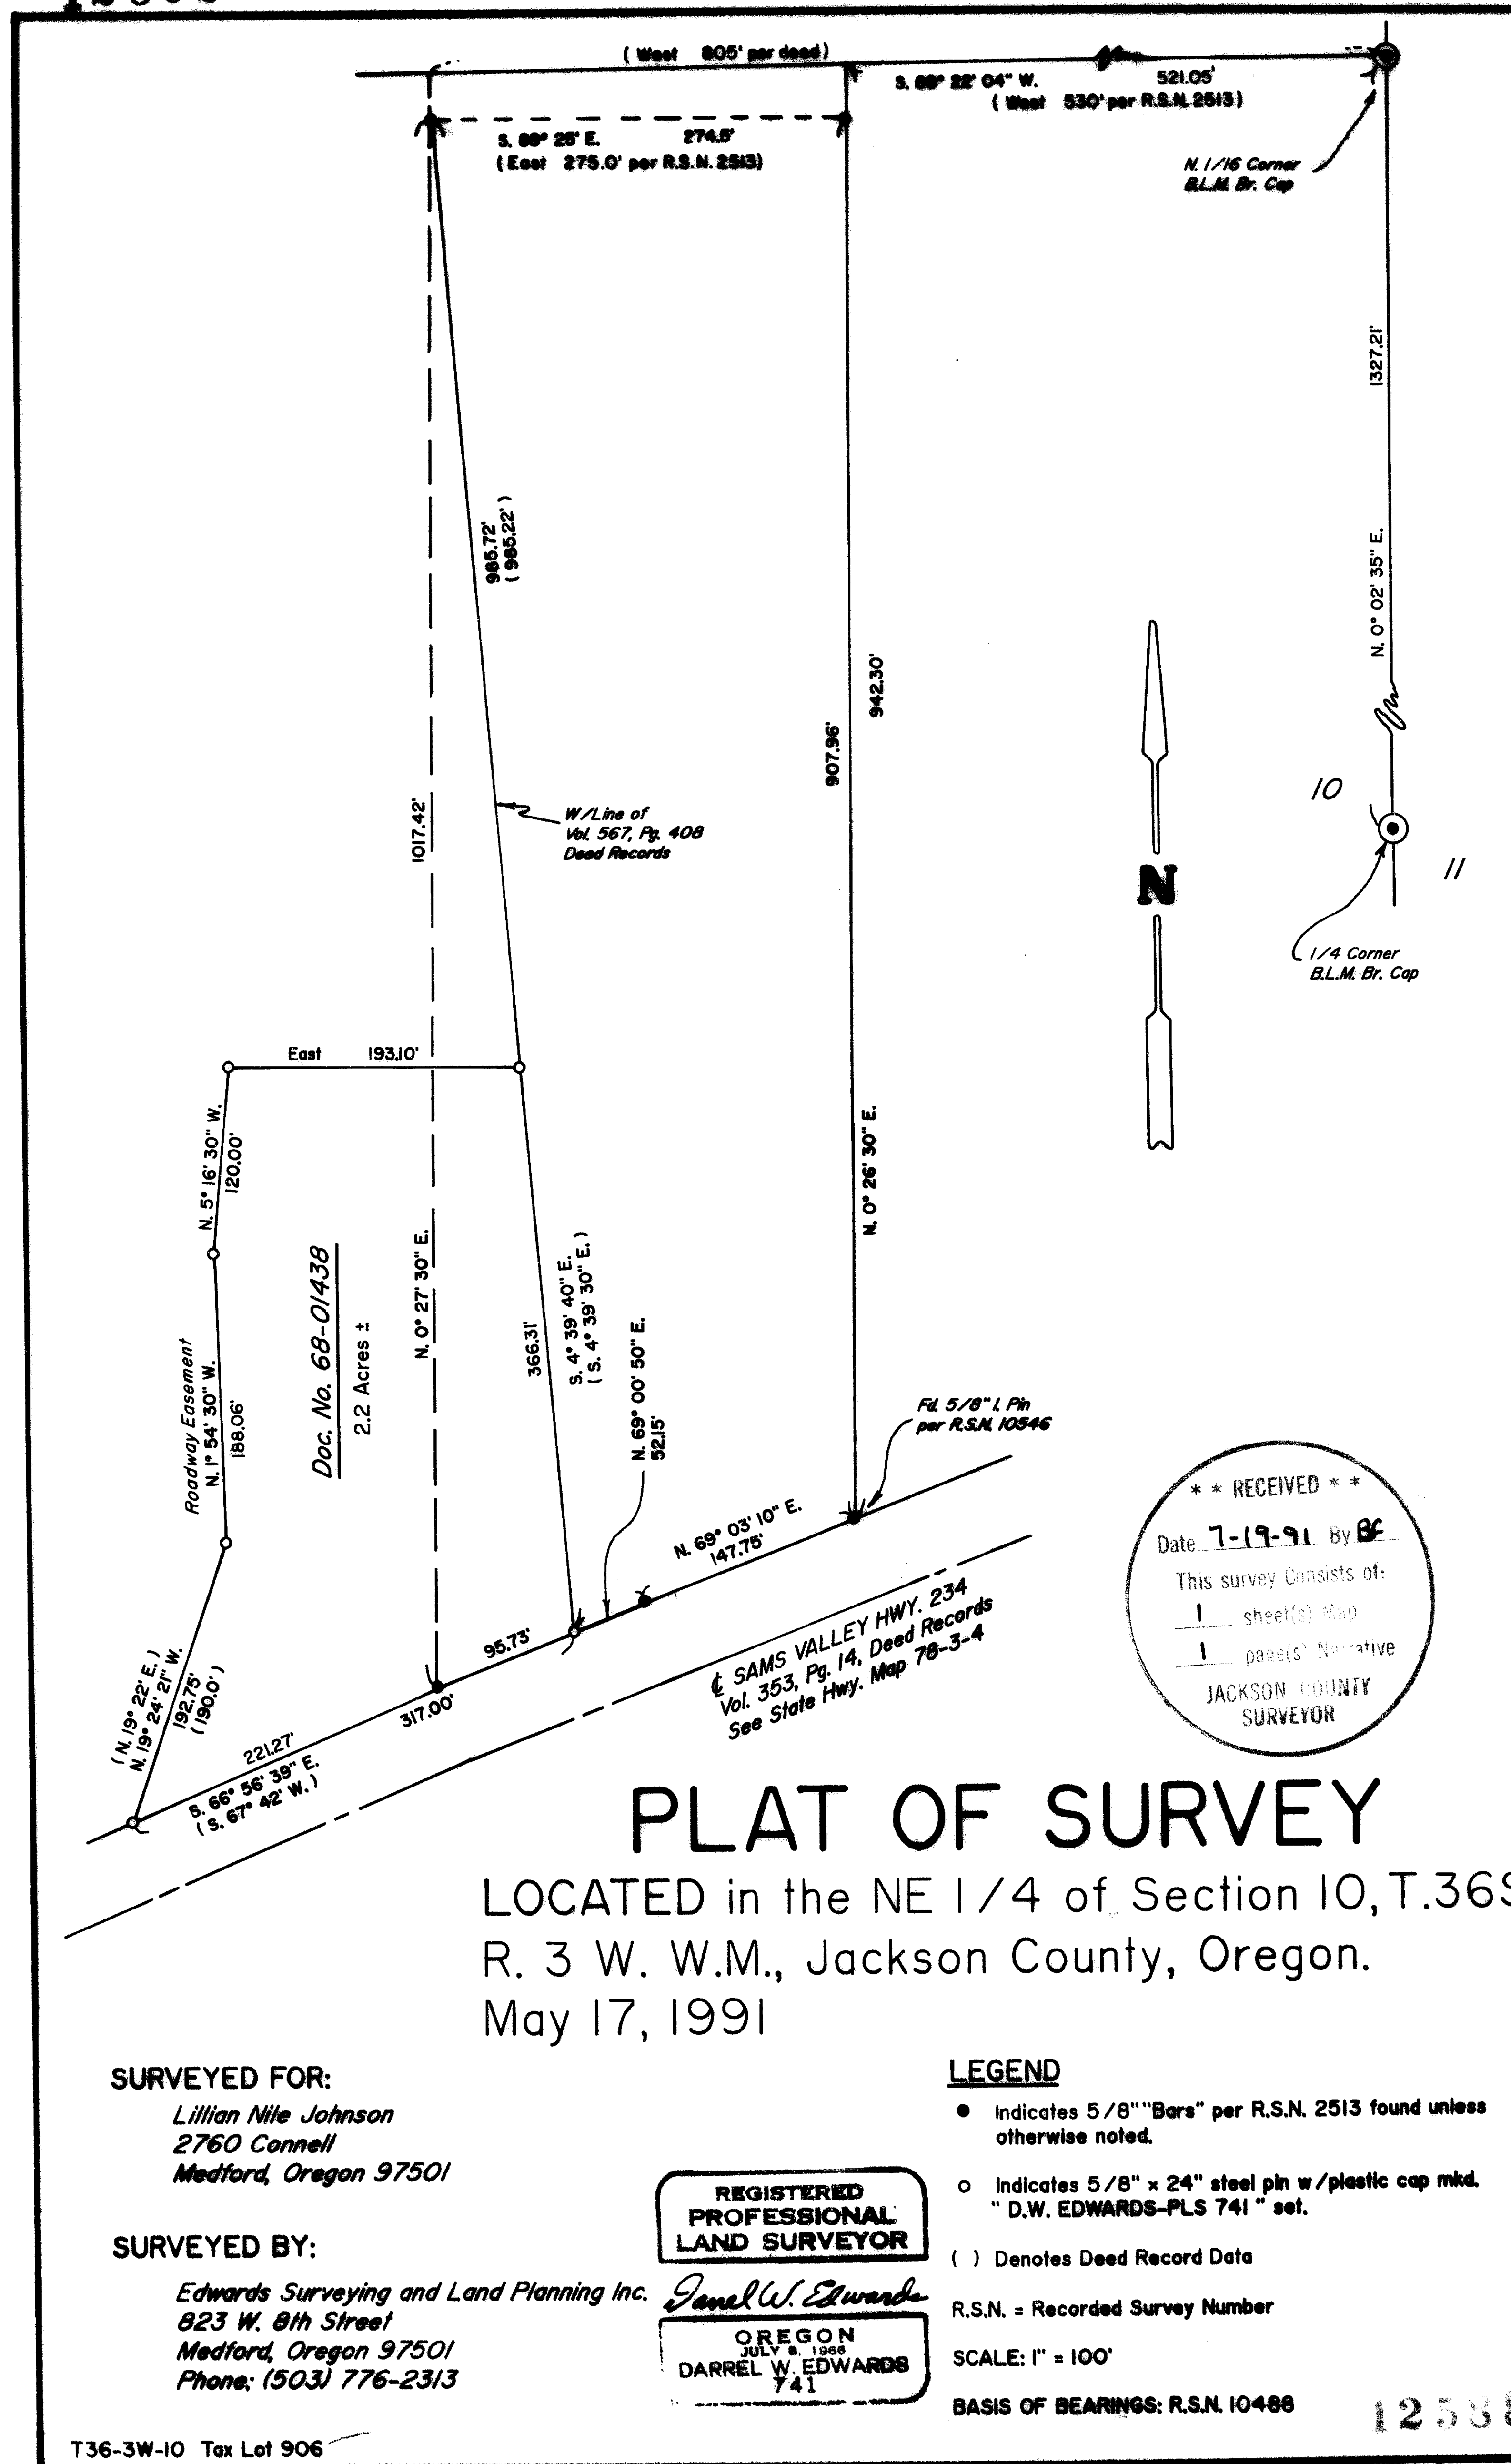 ( West 805' per deed )
S. 89° 22' 04" W. 521.05'
( West 530' per R.S.N. 2513 )
S. 89° 25' E. 274.5'
( East 275.0' per R.S.N. 2513 )
N. 1/16 Corner
B.L.M. Br. Cap
1327.21'
N. 0° 02' 35" E.
985.72'
( 985.22' )
942.30'
907.96'
1017.42'
W/Line of
Vol. 567, Pg. 408
Deed Records
10
11
N
1/4 Corner
B.L.M. Br. Cap
East 193.10'
N. 5° 16' 30" W.
120.00'
N. 0° 26' 30" E.
N. 0° 27' 30" E.
Doc. No. 68-01438
2.2 Acres ±
366.31'
S. 4° 39' 40" E.
( S. 4° 39' 30" E. )
N. 69° 00' 50" E.
52.15'
Roadway Easement
N. 1° 54' 30" W.
188.06'
Fd. 5/8" I. Pin
per R.S.N. 10546
N. 69° 03' 10" E.
147.75'
95.73'
317.00'
℄ SAMS VALLEY HWY. 234
Vol. 353, Pg. 14, Deed Records
See State Hwy. Map 7B-3-4
( N. 19° 22' E. )
N. 19° 24' 21" W.
192.75'
( 190.0' )
221.27'
S. 66° 56' 39" E.
( S. 67° 42' W. )
* * RECEIVED * *
Date 7-19-91 By BF
This survey Consists of:
1 sheet(s) Map
1 page(s) Narrative
JACKSON COUNTY
SURVEYOR
PLAT OF SURVEY
LOCATED in the NE 1/4 of Section 10, T.36S
R. 3 W. W.M., Jackson County, Oregon.
May 17, 1991
SURVEYED FOR:
Lillian Nile Johnson
2760 Connell
Medford, Oregon 97501
SURVEYED BY:
Edwards Surveying and Land Planning Inc.
823 W. 8th Street
Medford, Oregon 97501
Phone: (503) 776-2313
REGISTERED
PROFESSIONAL
LAND SURVEYOR
Darrel W. Edwards
OREGON
JULY 8, 1966
DARREL W. EDWARDS
741
LEGEND
● Indicates 5/8" "Bars" per R.S.N. 2513 found unless
otherwise noted.
○ Indicates 5/8" x 24" steel pin w/plastic cap mkd.
" D.W. EDWARDS-PLS 741 " set.
( ) Denotes Deed Record Data
R.S.N. = Recorded Survey Number
SCALE: 1" = 100'
BASIS OF BEARINGS: R.S.N. 10488
T36-3W-10 Tax Lot 906